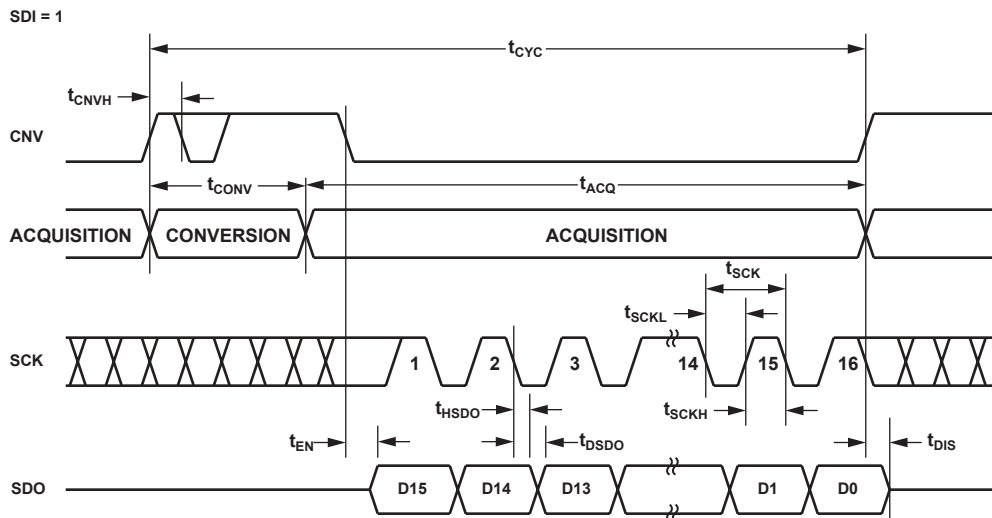 SDI = 1
tCYC
tCNVH
CNV
tCONV
tACQ
ACQUISITION CONVERSION ACQUISITION
tSCK
tSCKL
SCK 1 2 3 14 15 16
tHSDO
tSCKH
tEN
tDSDO
tDIS
SDO D15 D14 D13 D1 D0